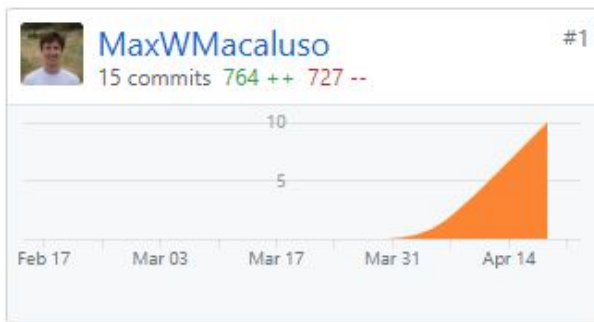 MaxWMacaluso #1
15 commits 764 ++ 727 --
10
5
Feb 17 Mar 03 Mar 17 Mar 31 Apr 14